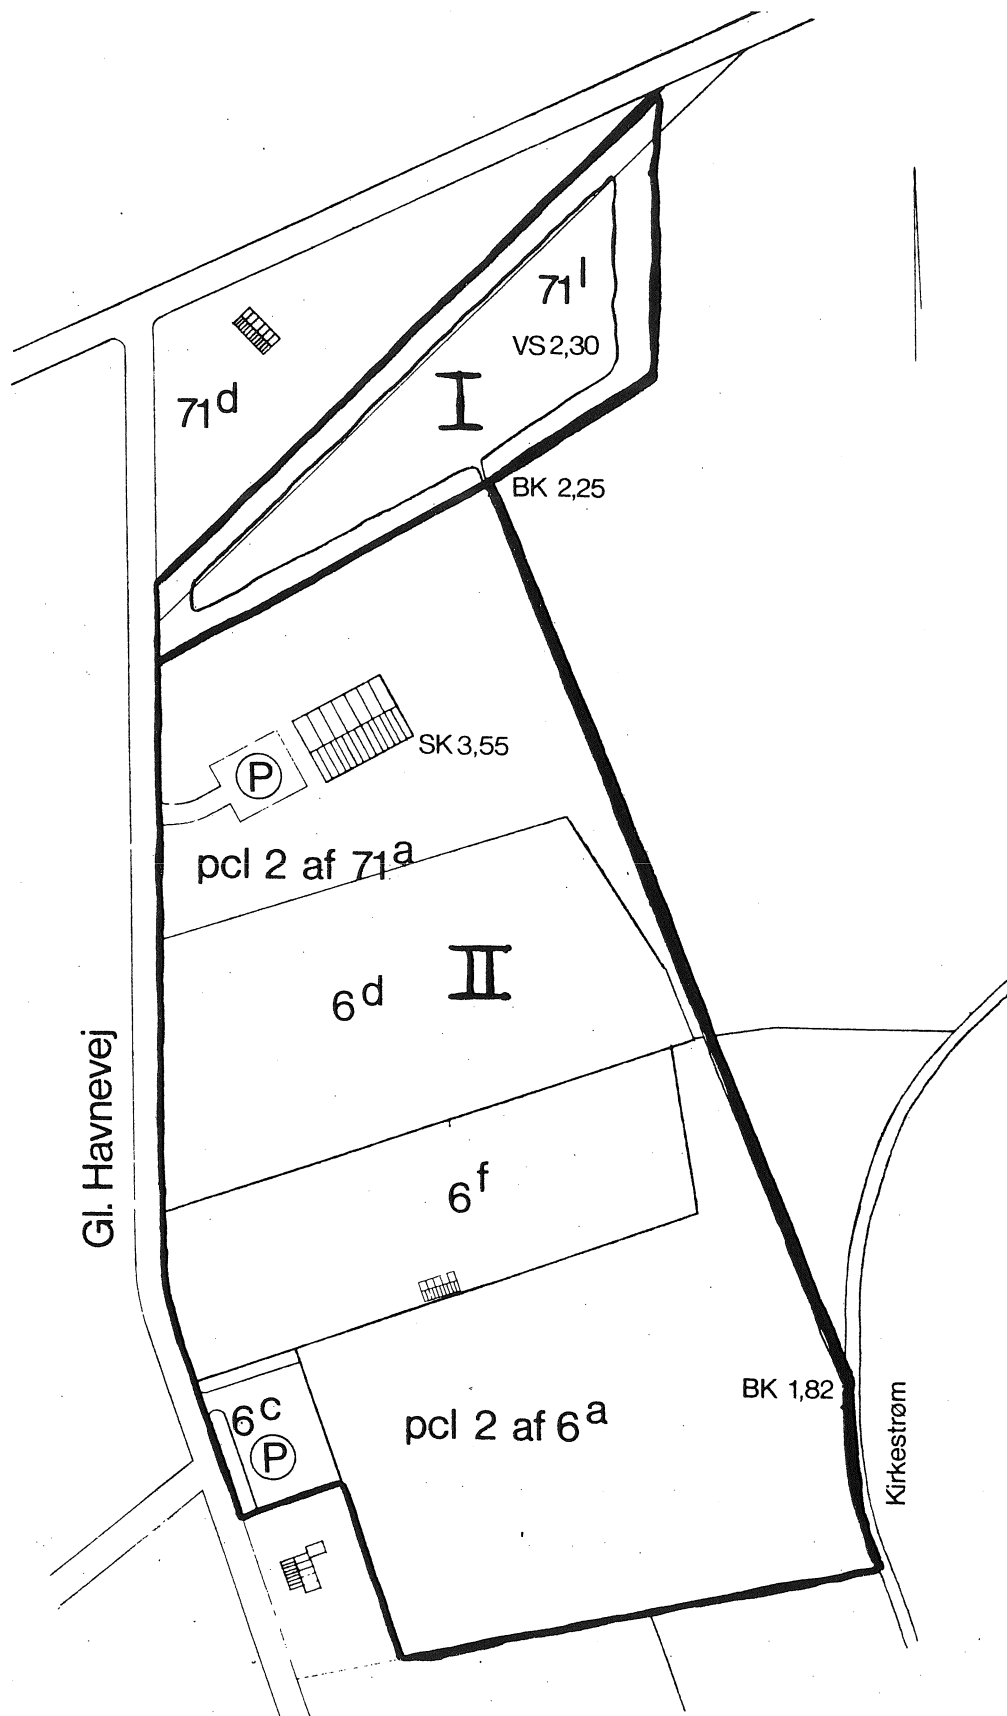 71l
VS 2,30
I
71d
BK 2,25
SK 3,55
P
pcl 2 af 71a
II
6d
Gl. Havnevej
6f
BK 1,82
6c
P
pcl 2 af 6a
Kirkestrøm